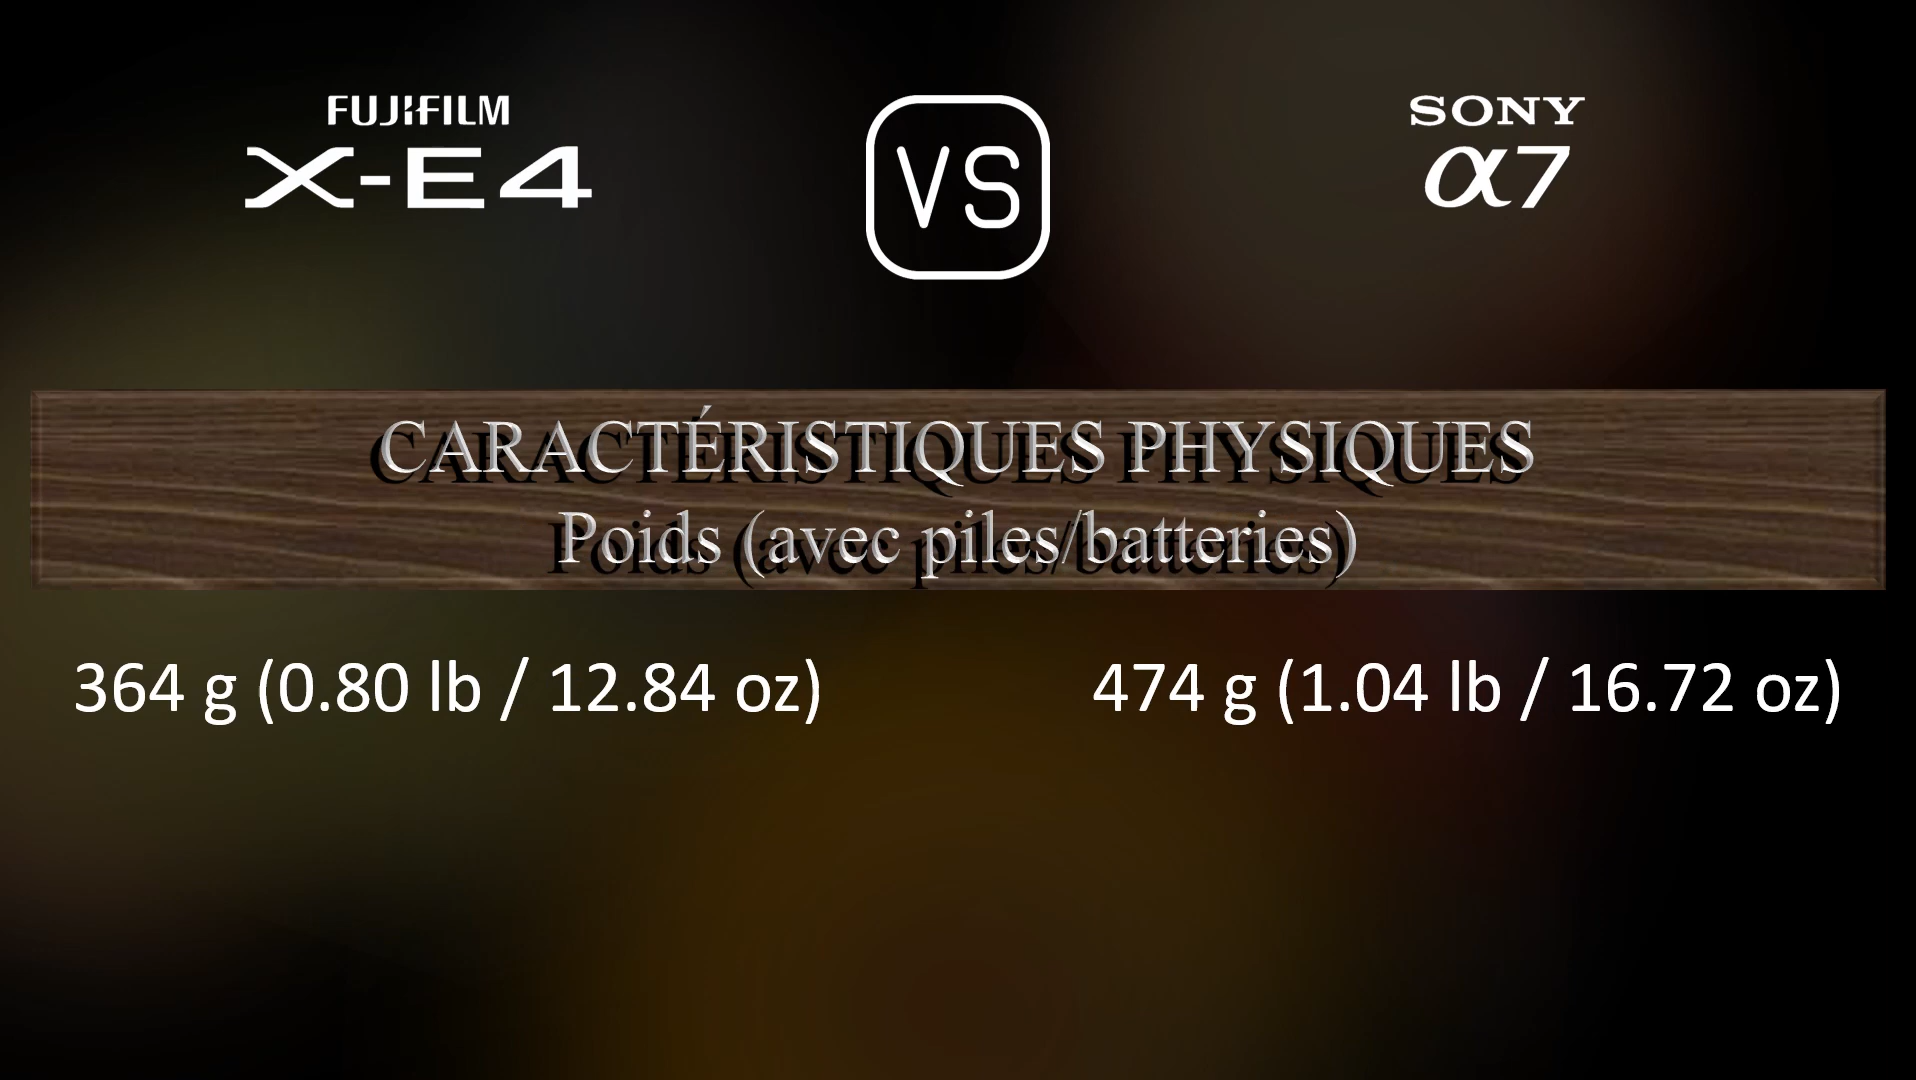 FUJIFILM
X-E4
VS
SONY
α7
CARACTÉRISTIQUES PHYSIQUES
Poids (avec piles/batteries)
364 g (0.80 lb / 12.84 oz)
474 g (1.04 lb / 16.72 oz)